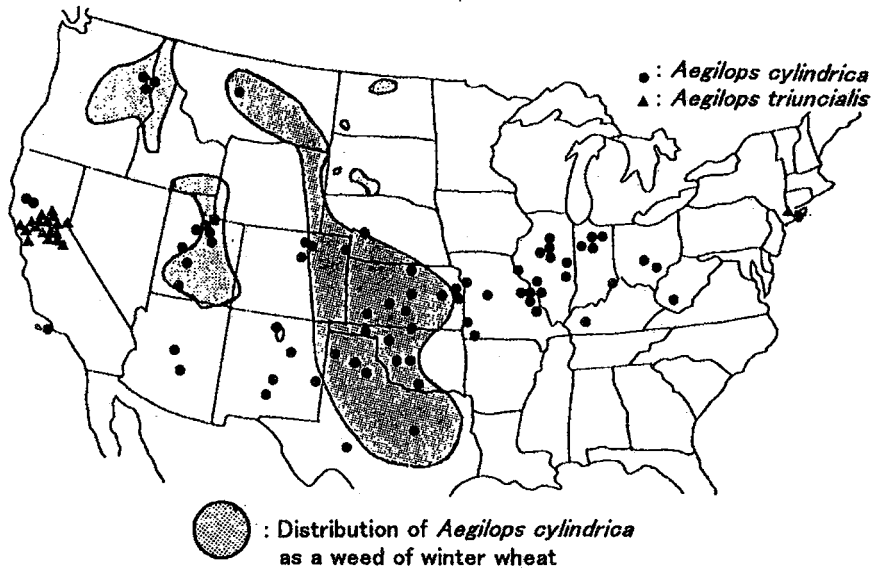 ● : Aegilops cylindrica
▲ : Aegilops triuncialis
: Distribution of Aegilops cylindrica
as a weed of winter wheat